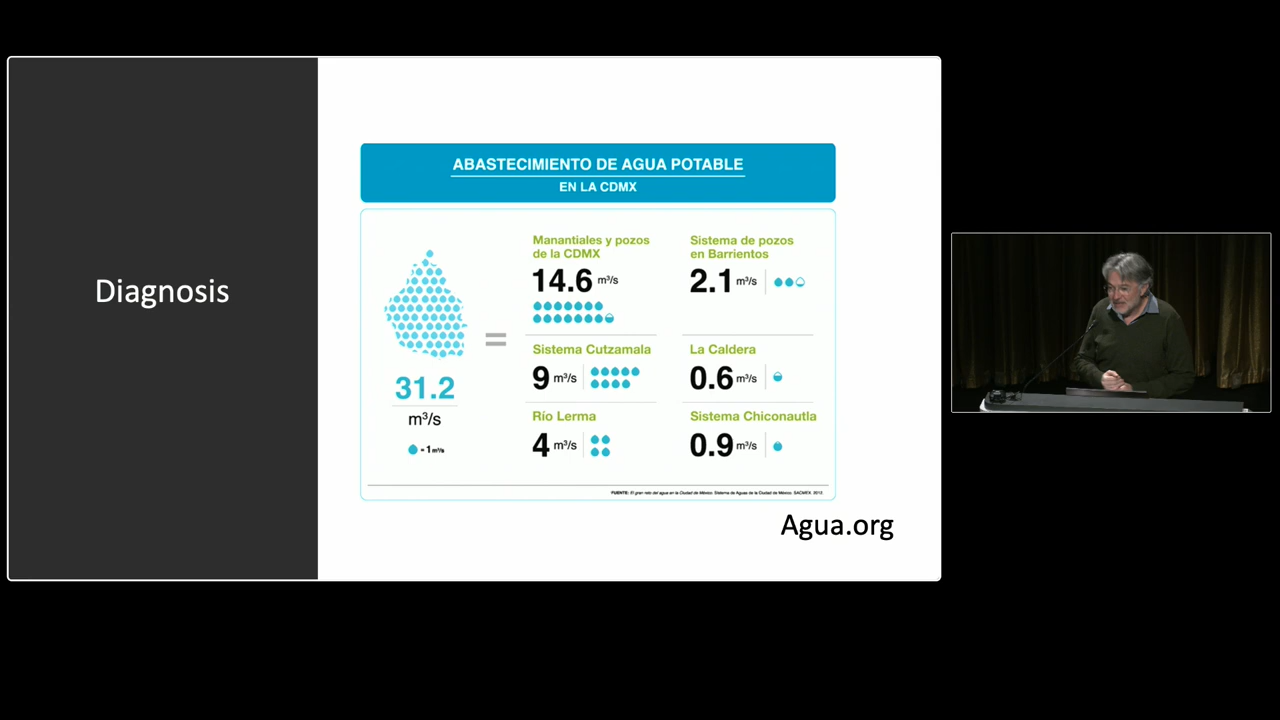 Diagnosis
ABASTECIMIENTO DE AGUA POTABLE
EN LA CDMX
31.2
m³/s
= 1 m³/s
=
Manantiales y pozos
de la CDMX
14.6 m³/s
Sistema de pozos
en Barrientos
2.1 m³/s
Sistema Cutzamala
9 m³/s
La Caldera
0.6 m³/s
Río Lerma
4 m³/s
Sistema Chiconautla
0.9 m³/s
FUENTE: El gran reto del agua en la Ciudad de México. Sistema de Aguas de la Ciudad de México. SACMEX.
Agua.org